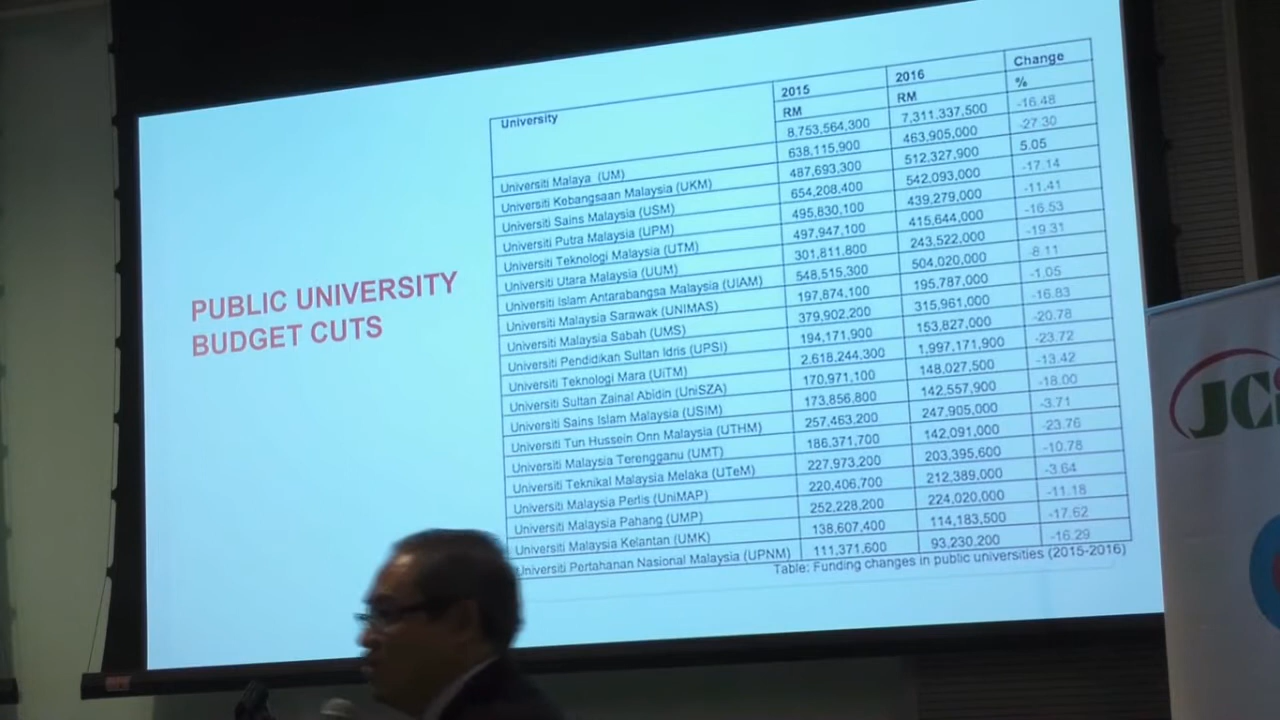 PUBLIC UNIVERSITY
BUDGET CUTS
University 2015 2016 Change
RM RM %
8,753,564,300 7,311,337,500 -16.48
Universiti Malaya (UM) 638,115,900 463,905,000 -27.30
Universiti Kebangsaan Malaysia (UKM) 487,693,300 512,327,900 5.05
Universiti Sains Malaysia (USM) 654,208,400 542,093,000 -17.14
Universiti Putra Malaysia (UPM) 495,830,100 439,279,000 -11.41
Universiti Teknologi Malaysia (UTM) 497,947,100 415,644,000 -16.53
Universiti Utara Malaysia (UUM) 301,811,800 243,522,000 -19.31
Universiti Islam Antarabangsa Malaysia (UIAM) 548,515,300 504,020,000 -8.11
Universiti Malaysia Sarawak (UNIMAS) 197,874,100 195,787,000 -1.05
Universiti Malaysia Sabah (UMS) 379,902,200 315,961,000 -16.83
Universiti Pendidikan Sultan Idris (UPSI) 194,171,900 153,827,000 -20.78
Universiti Teknologi Mara (UiTM) 2.618,244,300 1,997,171,900 -23.72
Universiti Sultan Zainal Abidin (UniSZA) 170,971,100 148,027,500 -13.42
Universiti Sains Islam Malaysia (USIM) 173,856,800 142,557,900 -18.00
Universiti Tun Hussein Onn Malaysia (UTHM) 257,463,200 247,905,000 -3.71
Universiti Malaysia Terengganu (UMT) 186,371,700 142,091,000 -23.76
Universiti Teknikal Malaysia Melaka (UTeM) 227,973,200 203,395,600 -10.78
Universiti Malaysia Perlis (UniMAP) 220,406,700 212,389,000 -3.64
Universiti Malaysia Pahang (UMP) 252,228,200 224,020,000 -11.18
Universiti Malaysia Kelantan (UMK) 138,607,400 114,183,500 -17.62
Universiti Pertahanan Nasional Malaysia (UPNM) 111,371,600 93,230,200 -16.29
Table: Funding changes in public universities (2015-2016)